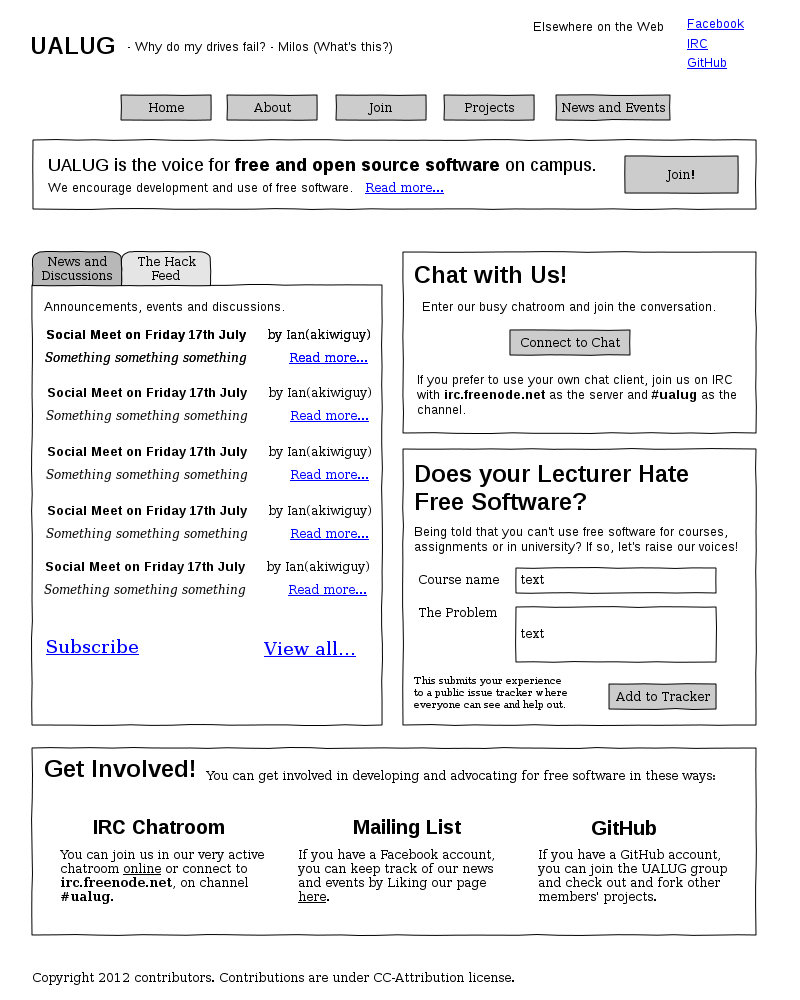 Elsewhere on the Web
Facebook
IRC
GitHub
UALUG - Why do my drives fail? - Milos (What's this?)
Home About Join Projects News and Events
UALUG is the voice for free and open source software on campus.
We encourage development and use of free software. Read more...
Join!
News and
Discussions
The Hack
Feed
Announcements, events and discussions.
Social Meet on Friday 17th July by Ian(akiwiguy)
Something something something Read more...
Social Meet on Friday 17th July by Ian(akiwiguy)
Something something something Read more...
Social Meet on Friday 17th July by Ian(akiwiguy)
Something something something Read more...
Social Meet on Friday 17th July by Ian(akiwiguy)
Something something something Read more...
Social Meet on Friday 17th July by Ian(akiwiguy)
Something something something Read more...
Subscribe View all...
Chat with Us!
Enter our busy chatroom and join the conversation.
Connect to Chat
If you prefer to use your own chat client, join us on IRC
with irc.freenode.net as the server and #ualug as the
channel.
Does your Lecturer Hate
Free Software?
Being told that you can't use free software for courses,
assignments or in university? If so, let's raise our voices!
Course name text
The Problem
text
This submits your experience
to a public issue tracker where
everyone can see and help out.
Add to Tracker
Get Involved! You can get involved in developing and advocating for free software in these ways:
IRC Chatroom
You can join us in our very active
chatroom online or connect to
irc.freenode.net, on channel
#ualug.
Mailing List
If you have a Facebook account,
you can keep track of our news
and events by Liking our page
here.
GitHub
If you have a GitHub account,
you can join the UALUG group
and check out and fork other
members' projects.
Copyright 2012 contributors. Contributions are under CC-Attribution license.